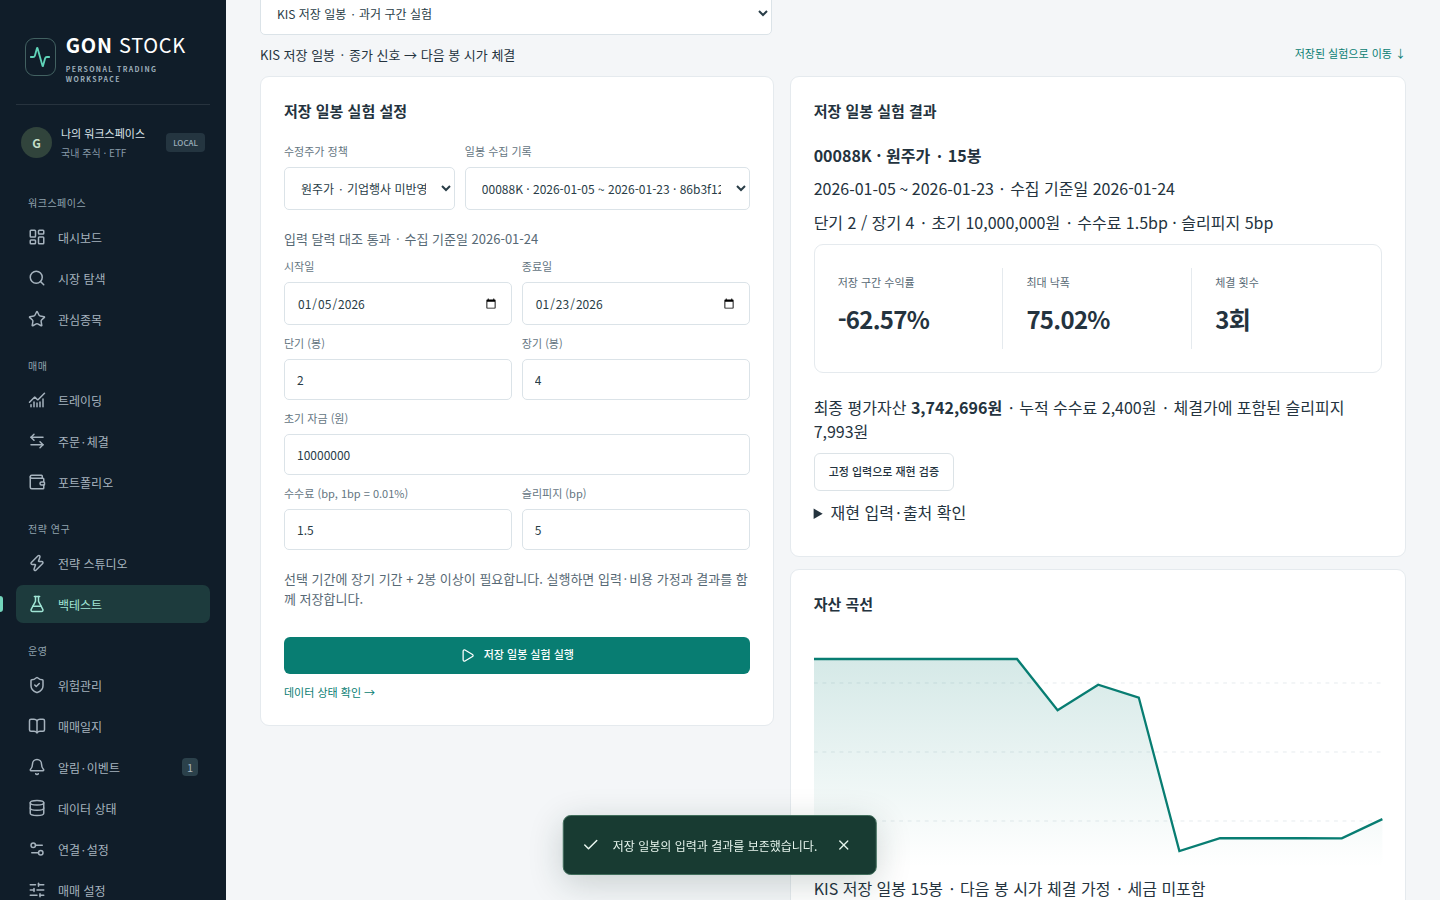 GON STOCK
PERSONAL TRADING
WORKSPACE
G
나의 워크스페이스
국내 주식 · ETF
LOCAL
워크스페이스
대시보드
시장 탐색
관심종목
매매
트레이딩
주문·체결
포트폴리오
전략 연구
전략 스튜디오
백테스트
운영
위험관리
매매일지
알림·이벤트
1
데이터 상태
연결·설정
매매 설정
KIS 저장 일봉 · 과거 구간 실험
KIS 저장 일봉 · 종가 신호 → 다음 봉 시가 체결
저장된 실험으로 이동 ↓
저장 일봉 실험 설정
수정주가 정책
일봉 수집 기록
원주가 · 기업행사 미반영
00088K · 2026-01-05 ~ 2026-01-23 · 86b3f12
입력 달력 대조 통과 · 수집 기준일 2026-01-24
시작일
종료일
01/05/2026
01/23/2026
단기 (봉)
장기 (봉)
2
4
초기 자금 (원)
10000000
수수료 (bp, 1bp = 0.01%)
슬리피지 (bp)
1.5
5
선택 기간에 장기 기간 + 2봉 이상이 필요합니다. 실행하면 입력·비용 가정과 결과를 함
께 저장합니다.
저장 일봉 실험 실행
데이터 상태 확인 →
저장 일봉 실험 결과
00088K · 원주가 · 15봉
2026-01-05 ~ 2026-01-23 · 수집 기준일 2026-01-24
단기 2 / 장기 4 · 초기 10,000,000원 · 수수료 1.5bp · 슬리피지 5bp
저장 구간 수익률
최대 낙폭
체결 횟수
-62.57%
75.02%
3회
최종 평가자산 3,742,696원 · 누적 수수료 2,400원 · 체결가에 포함된 슬리피지
7,993원
고정 입력으로 재현 검증
▶ 재현 입력·출처 확인
자산 곡선
저장 일봉의 입력과 결과를 보존했습니다.
KIS 저장 일봉 15봉 · 다음 봉 시가 체결 가정 · 세금 미포함